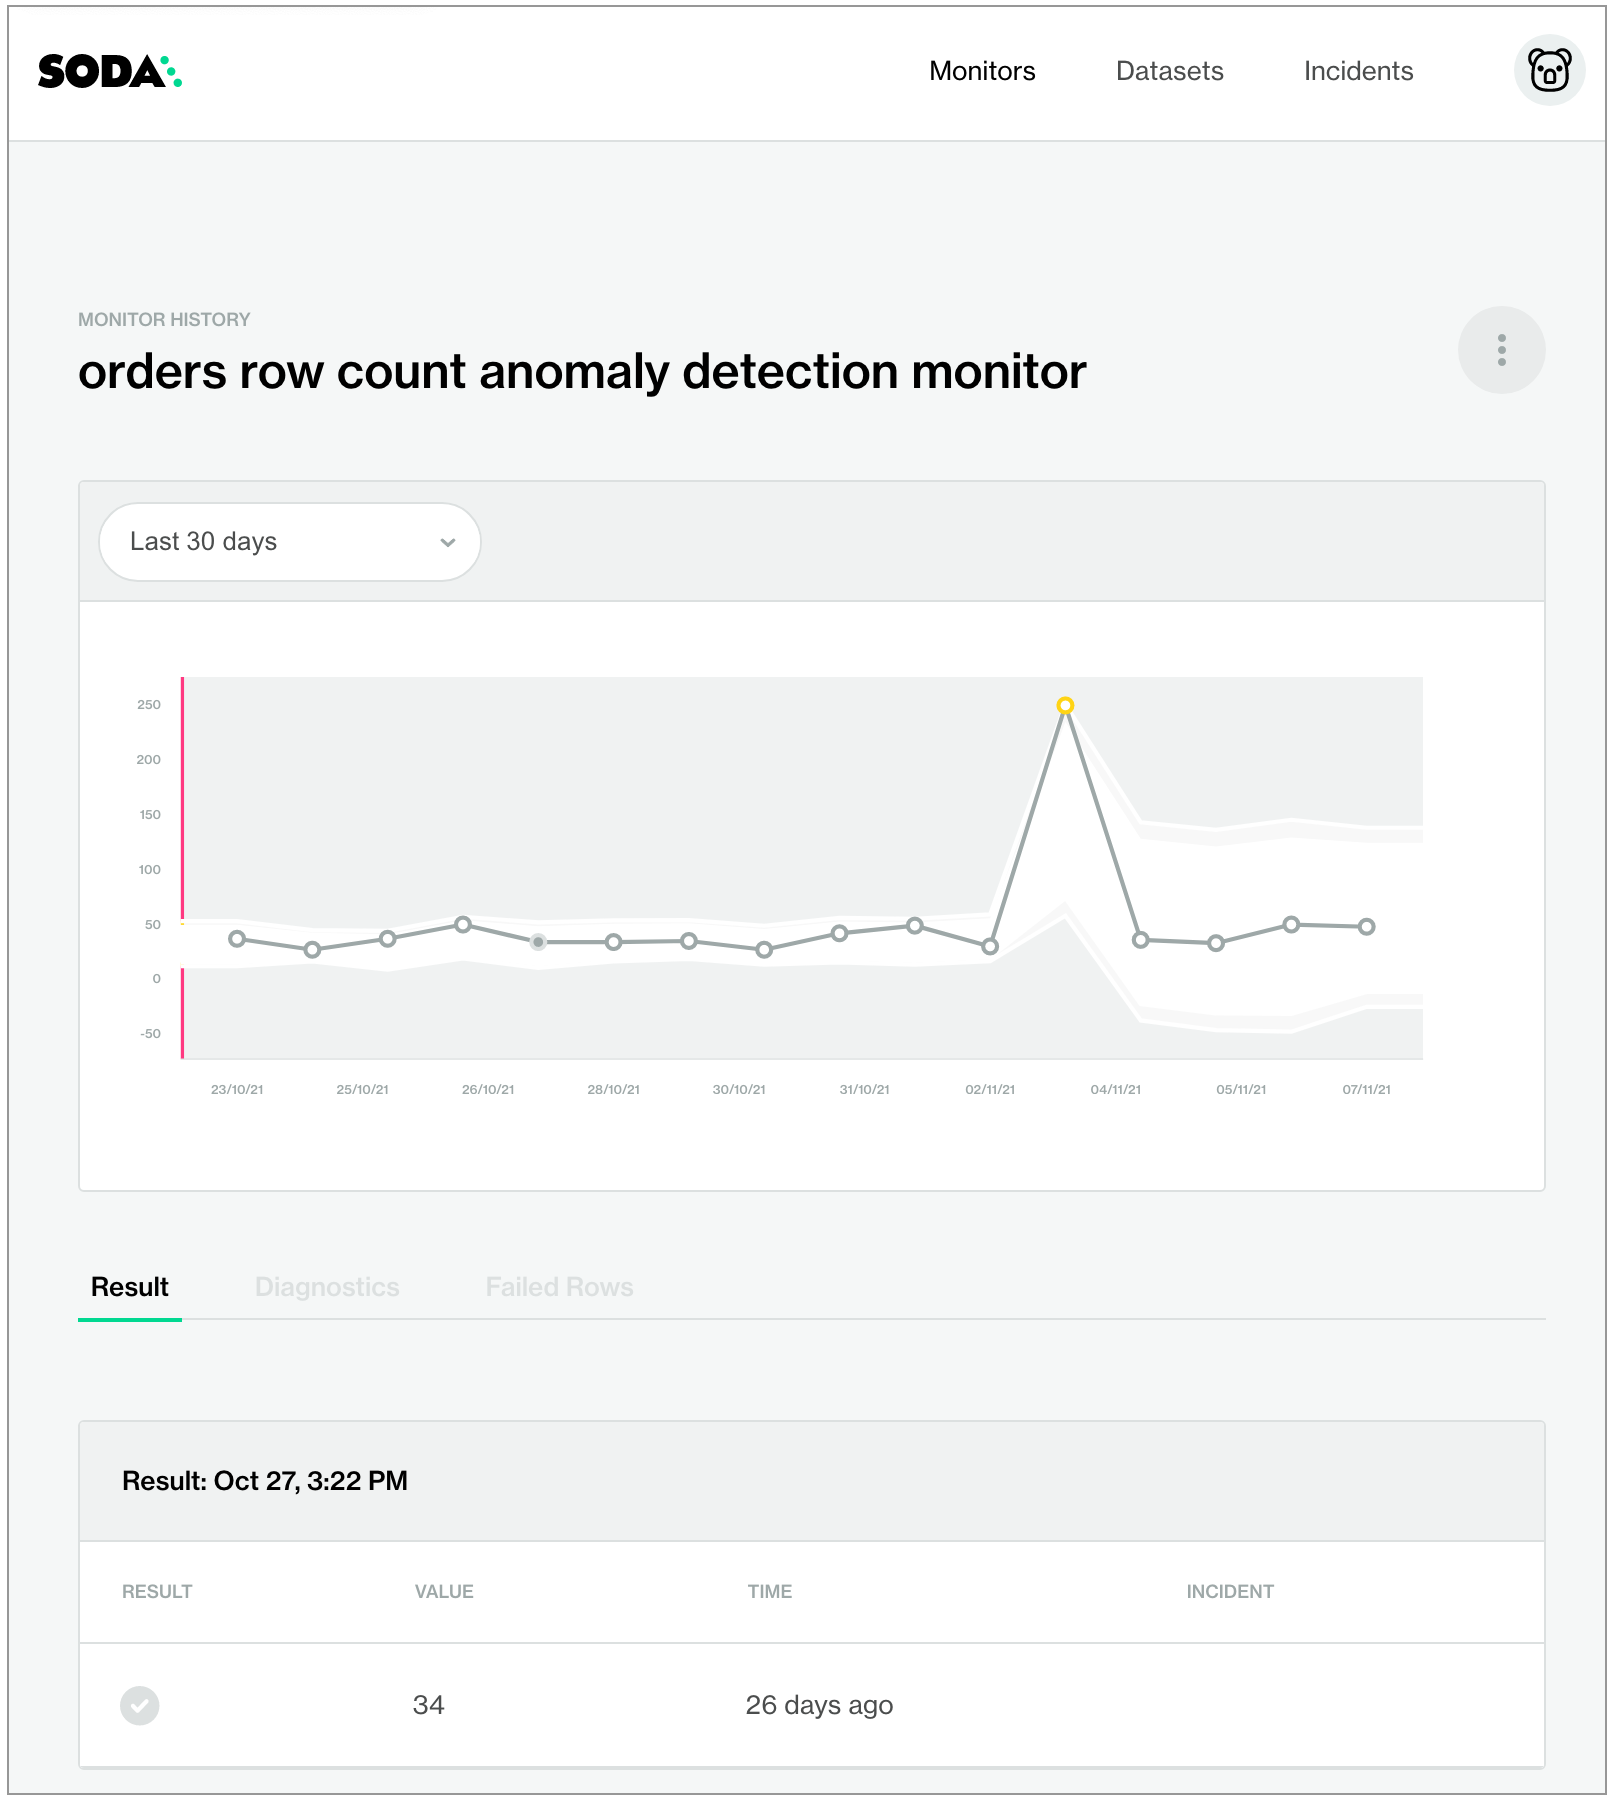 SODA
Monitors Datasets Incidents
MONITOR HISTORY
orders row count anomaly detection monitor
Last 30 days
250
200
150
100
50
0
-50
23/10/21 25/10/21 26/10/21 28/10/21 30/10/21 31/10/21 02/11/21 04/11/21 05/11/21 07/11/21
Result Diagnostics Failed Rows
Result: Oct 27, 3:22 PM
RESULT VALUE TIME INCIDENT
34 26 days ago